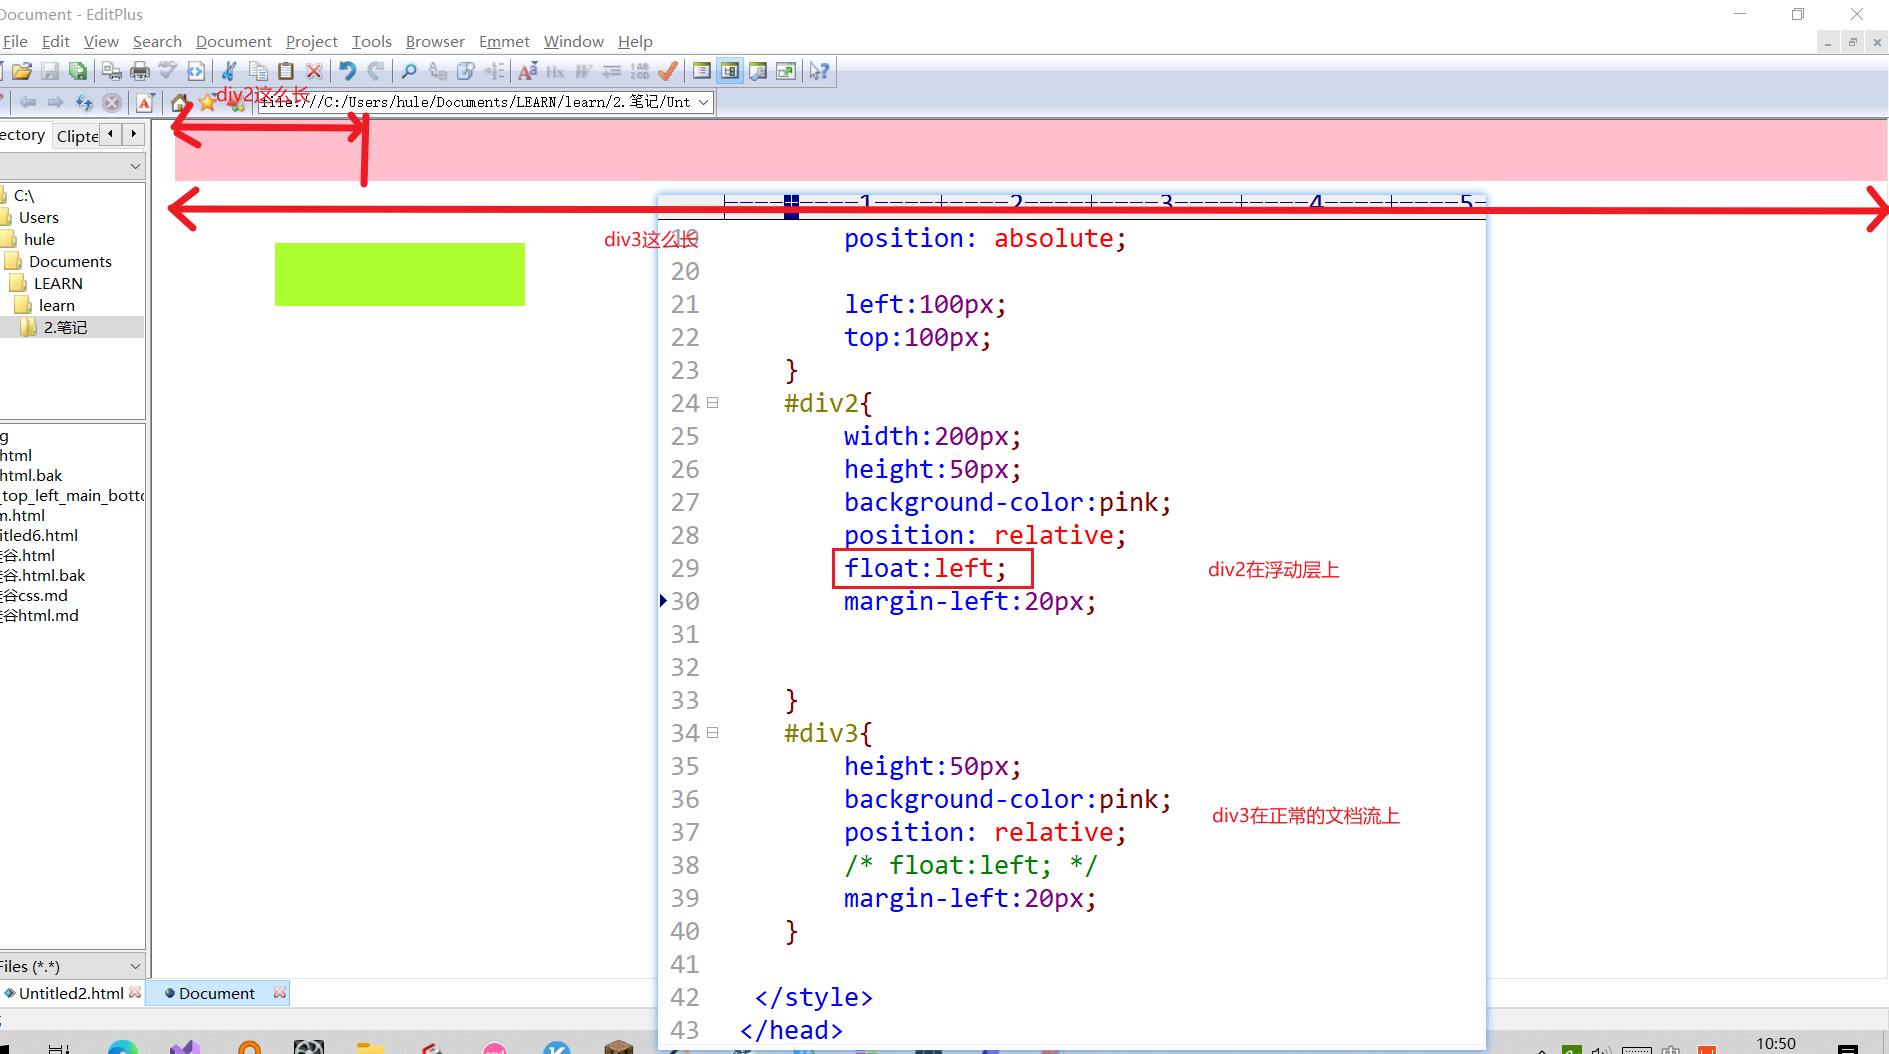 Document - EditPlus
File Edit View Search Document Project Tools Browser Emmet Window Help
div2这么长
file:///C:/Users/hule/Documents/LEARN/learn/2.笔记/Unt
ectory Clipte
C:\
Users
hule
Documents
LEARN
learn
2.笔记
g
html
html.bak
_top_left_main_botto
m.html
itled6.html
谷.html
谷.html.bak
谷css.md
谷html.md
Files (*.*)
Untitled2.html Document
div3这么长
----1----+----2----+----3----+----4----+----5-
19 position: absolute;
20
21 left:100px;
22 top:100px;
23 }
24 #div2{
25 width:200px;
26 height:50px;
27 background-color:pink;
28 position: relative;
29 float:left;
div2在浮动层上
30 margin-left:20px;
31
32
33 }
34 #div3{
35 height:50px;
36 background-color:pink;
div3在正常的文档流上
37 position: relative;
38 /* float:left; */
39 margin-left:20px;
40 }
41
42 </style>
43 </head>
10:50